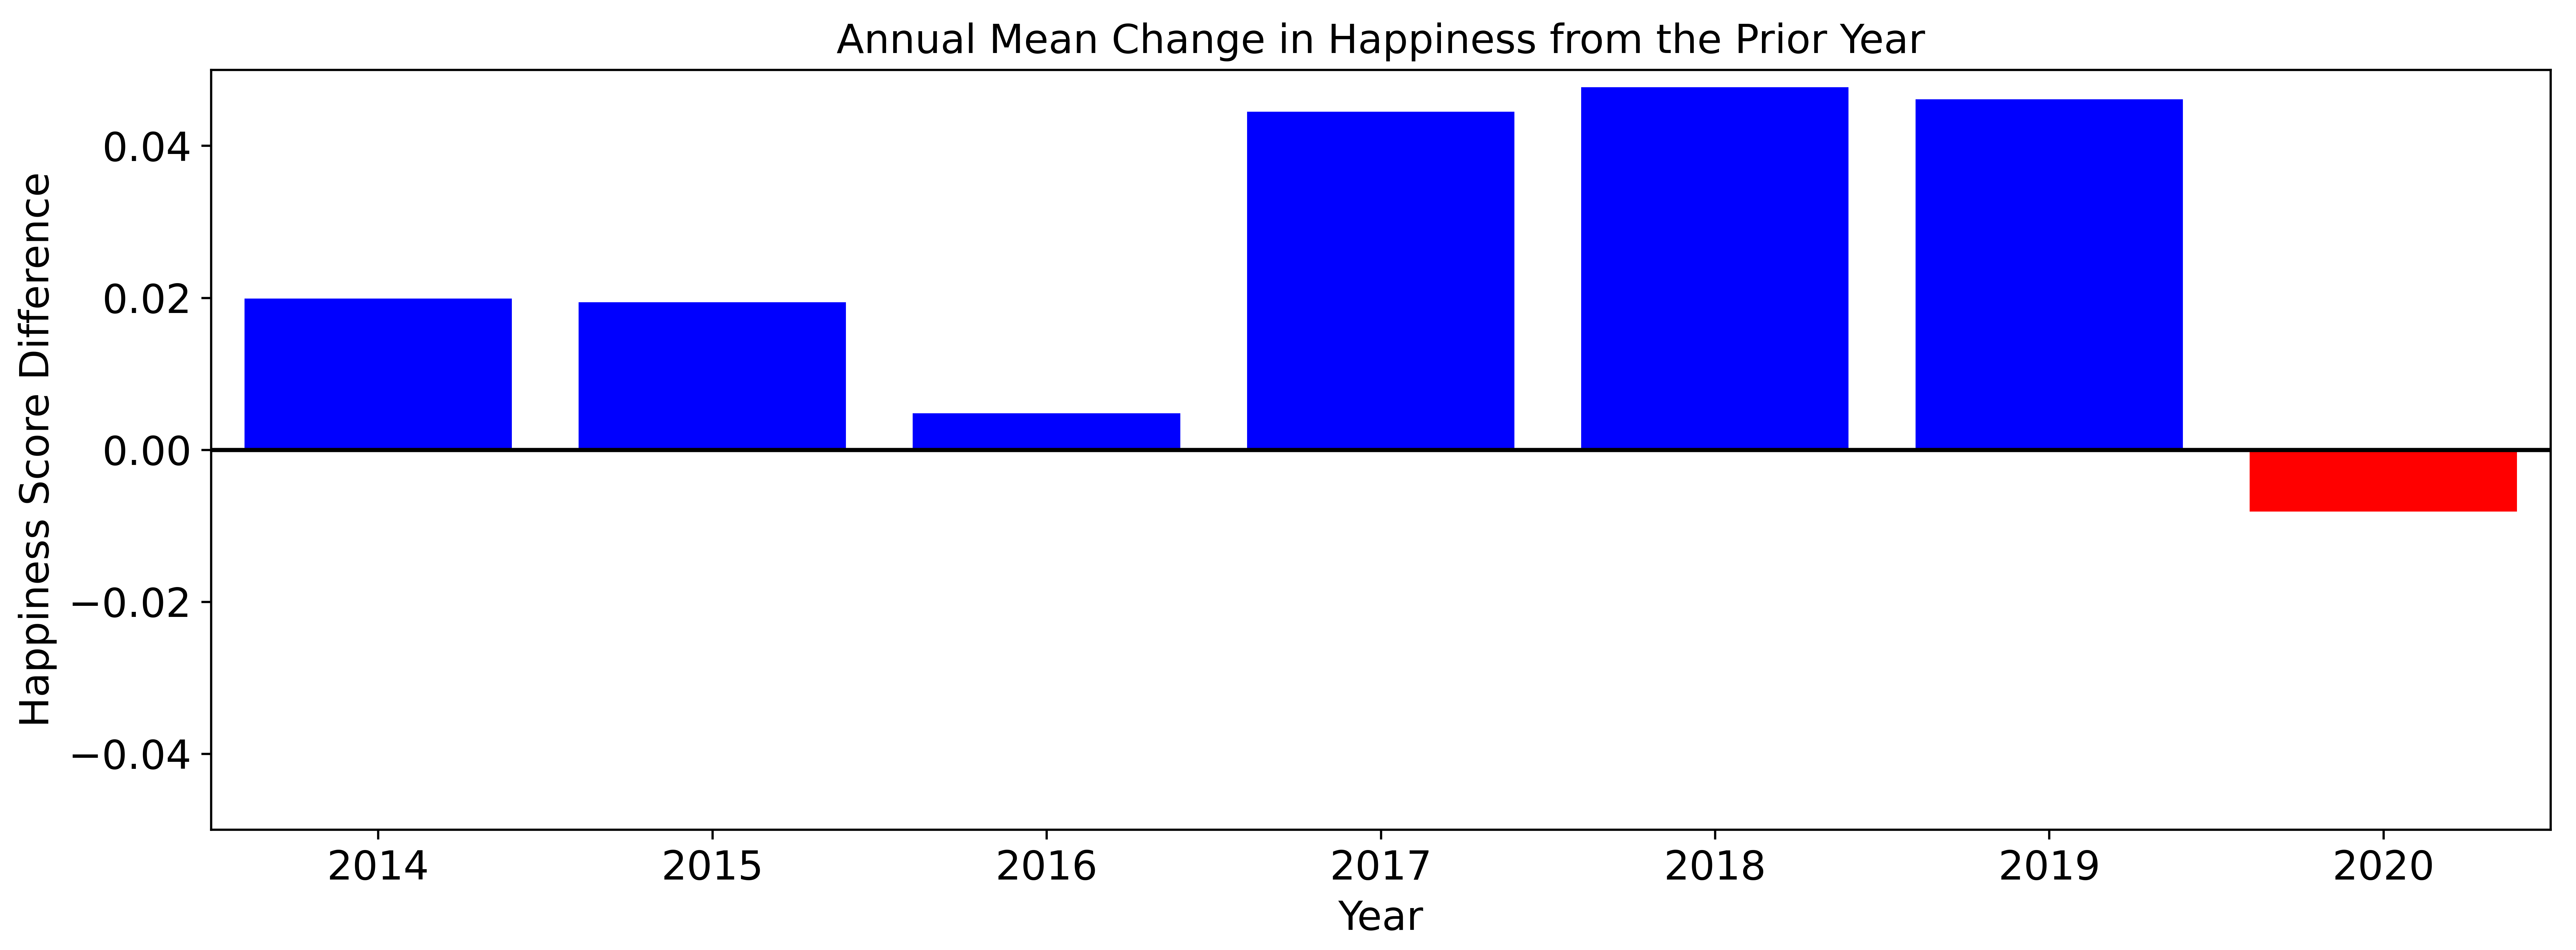 Annual Mean Change in Happiness from the Prior Year
Happiness Score Difference
0.04
0.02
0.00
−0.02
−0.04
2014 2015 2016 2017 2018 2019 2020
Year